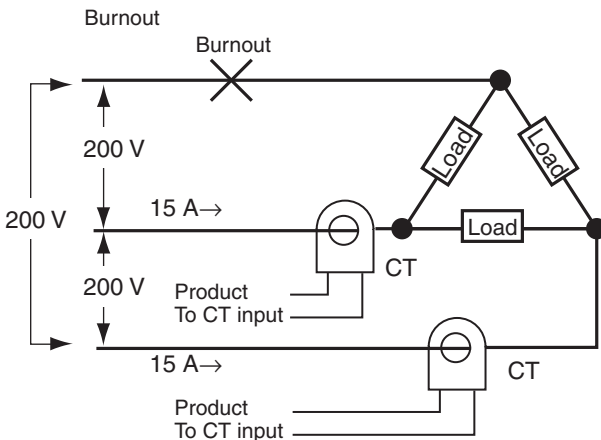 Burnout
Burnout
200 V
Load
Load
15 A→
200 V
Load
CT
200 V
Product
To CT input
15 A→
CT
Product
To CT input